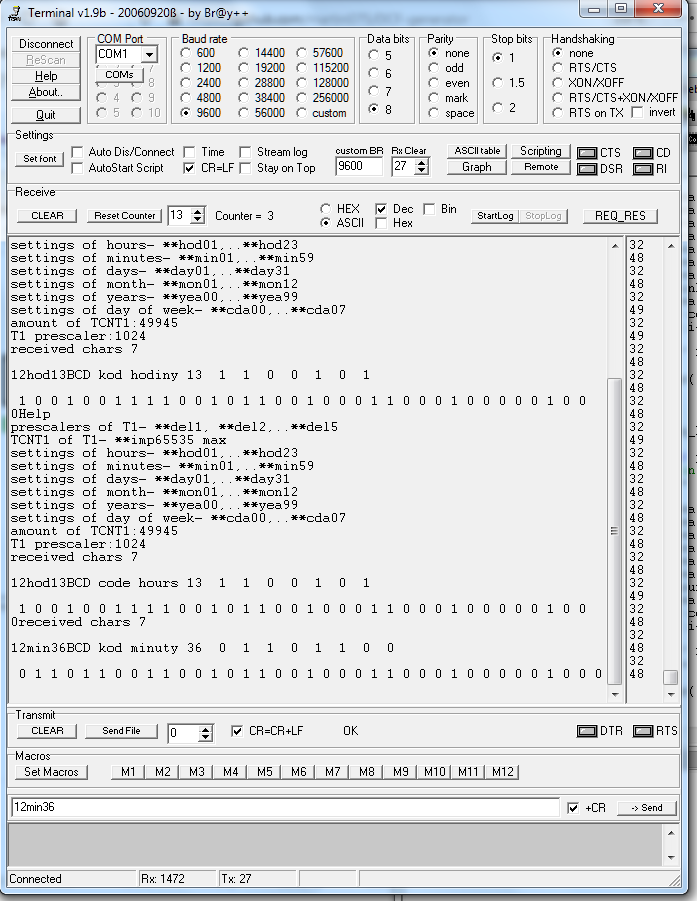 Terminal v1.9b - 20060920ß - by Br@y++
Disconnect
ReScan
Help
About..
Quit
COM Port
COM1
COMs
4 9
5 10
Baud rate
600 14400 57600
1200 19200 115200
2400 28800 128000
4800 38400 256000
9600 56000 custom
Data bits
5
6
7
8
Parity
none
odd
even
mark
space
Stop bits
1
1.5
2
Handshaking
none
RTS/CTS
XON/XOFF
RTS/CTS+XON/XOFF
RTS on TX invert
Settings
Set font
Auto Dis/Connect Time Stream log
AutoStart Script CR=LF Stay on Top
custom BR Rx Clear
9600 27
ASCII table Scripting
Graph Remote
CTS CD
DSR RI
Receive
CLEAR Reset Counter 13 Counter = 3
HEX
ASCII
Dec Bin
Hex
StartLog StopLog REQ_RES
settings of hours- **hod01,..**hod23
settings of minutes- **min01,..**min59
settings of days- **day01,..**day31
settings of month- **mon01,..**mon12
settings of years- **yea00,..**yea99
settings of day of week- **cda00,..**cda07
amount of TCNT1:49945
T1 prescaler:1024
received chars 7
12hod13BCD kod hodiny 13 1 1 0 0 1 0 1
1 0 0 1 0 0 1 1 1 1 0 0 1 0 1 1 0 0 1 0 0 0 1 1 0 0 0 1 0 0 0 0 0 1 0 0
0Help
prescalers of T1- **del1, **del2,..**del5
TCNT1 of T1- **imp65535 max
settings of hours- **hod01,..**hod23
settings of minutes- **min01,..**min59
settings of days- **day01,..**day31
settings of month- **mon01,..**mon12
settings of years- **yea00,..**yea99
settings of day of week- **cda00,..**cda07
amount of TCNT1:49945
T1 prescaler:1024
received chars 7
12hod13BCD code hours 13 1 1 0 0 1 0 1
1 0 0 1 0 0 1 1 1 1 0 0 1 0 1 1 0 0 1 0 0 0 1 1 0 0 0 1 0 0 0 0 0 1 0 0
0received chars 7
12min36BCD kod minuty 36 0 1 1 0 1 1 0 0
0 1 1 0 1 1 0 0 1 1 0 0 1 0 1 1 0 0 1 0 0 0 1 1 0 0 0 1 0 0 0 0 0 1 0 0 0
32
48
32
48
32
49
32
49
32
48
32
48
32
48
32
49
32
48
32
48
32
48
32
48
32
48
32
49
32
48
32
48
32
48
Transmit
CLEAR Send File 0 CR=CR+LF OK
DTR RTS
Macros
Set Macros M1 M2 M3 M4 M5 M6 M7 M8 M9 M10 M11 M12
12min36 +CR -> Send
Connected Rx: 1472 Tx: 27